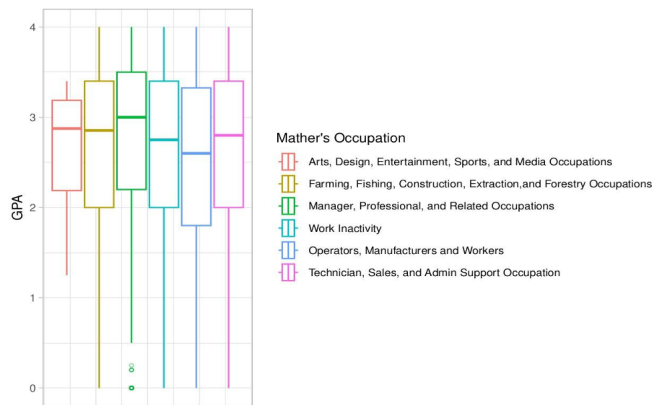 4
3
2
1
0
GPA
Mather's Occupation
Arts, Design, Entertainment, Sports, and Media Occupations
Farming, Fishing, Construction, Extraction,and Forestry Occupations
Manager, Professional, and Related Occupations
Work Inactivity
Operators, Manufacturers and Workers
Technician, Sales, and Admin Support Occupation